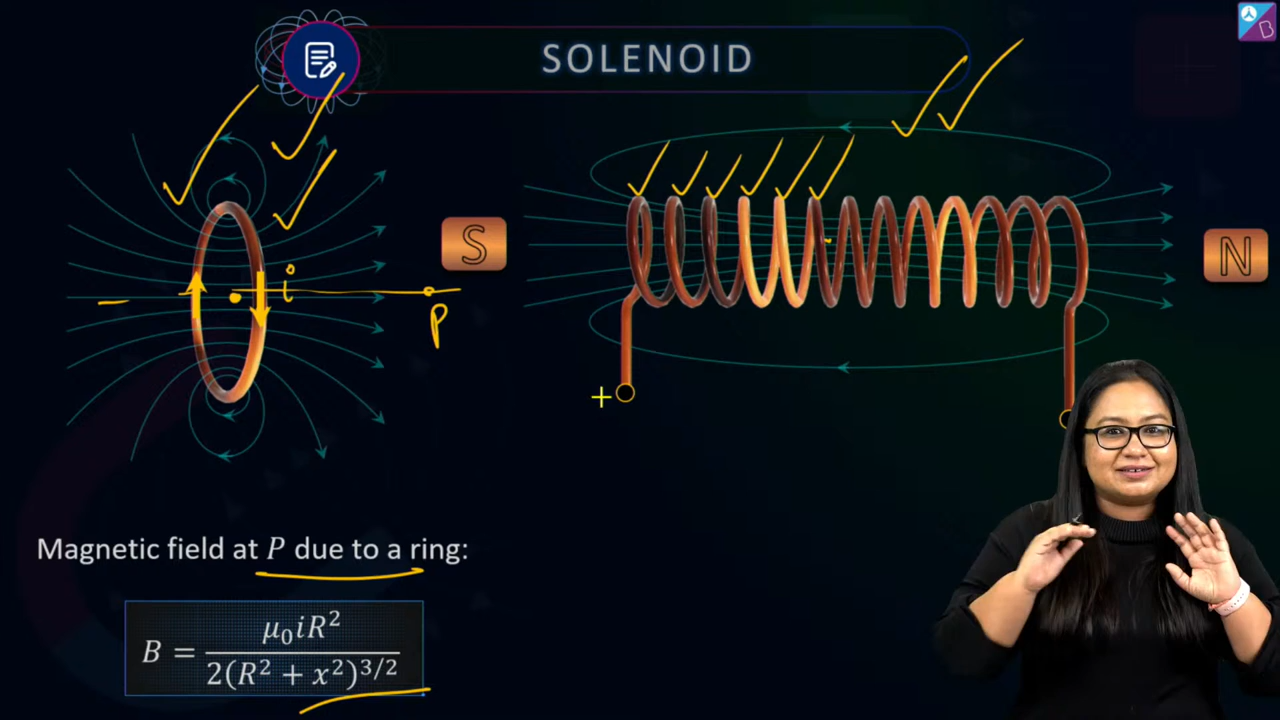 SOLENOID
B
S
N
i
P
+
Magnetic field at P due to a ring:
B = μ₀iR² / 2(R² + x²)^{3/2}